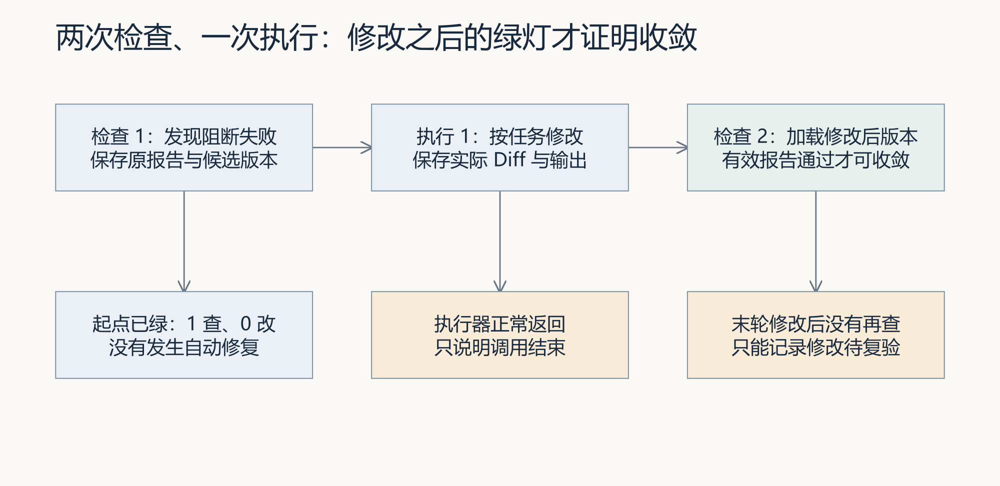 两次检查、一次执行：修改之后的绿灯才证明收敛
检查 1：发现阻断失败
保存原报告与候选版本
执行 1：按任务修改
保存实际 Diff 与输出
检查 2：加载修改后版本
有效报告通过才可收敛
起点已绿：1 查、0 改
没有发生自动修复
执行器正常返回
只说明调用结束
末轮修改后没有再查
只能记录修改待复验